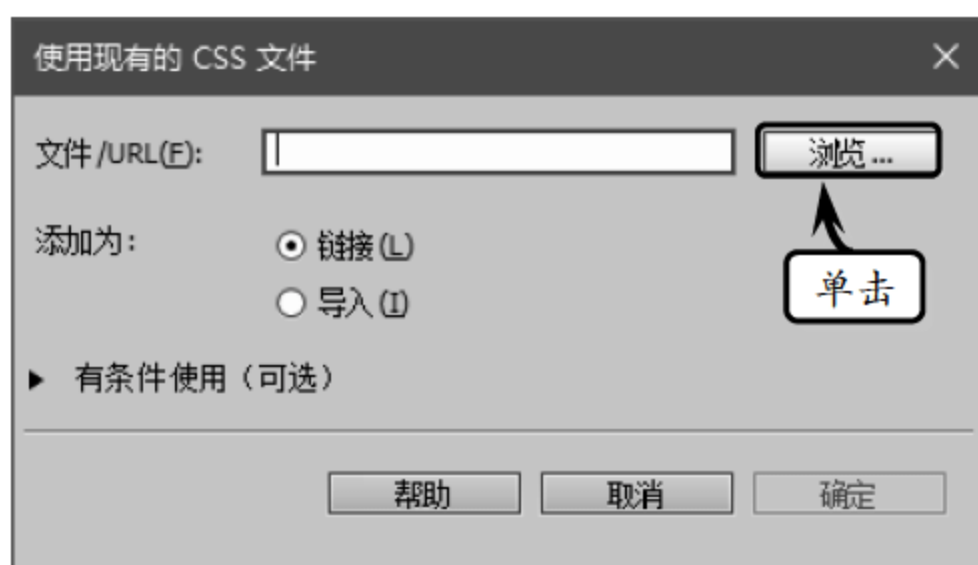 使用现有的 CSS 文件
文件/URL(F): 浏览...
添加为: 链接(L)
单击
导入(I)
有条件使用（可选）
帮助 取消 确定